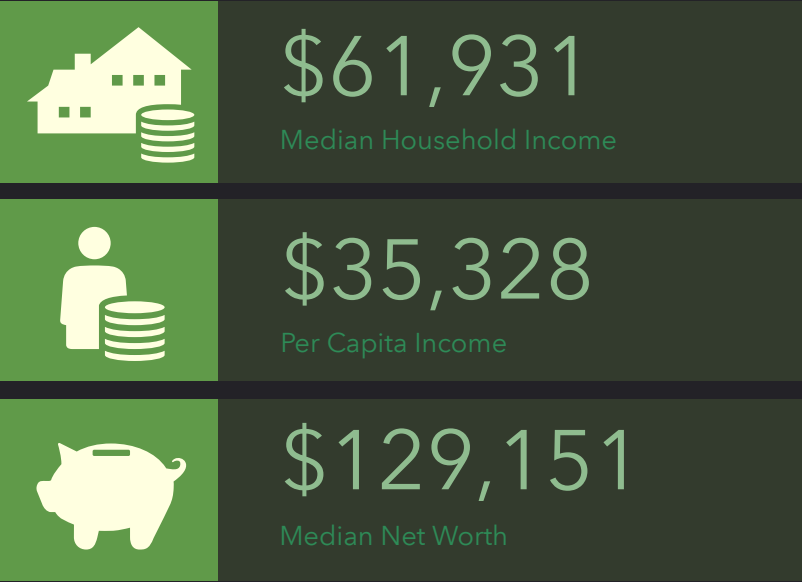 $61,931
Median Household Income
$35,328
Per Capita Income
$129,151
Median Net Worth